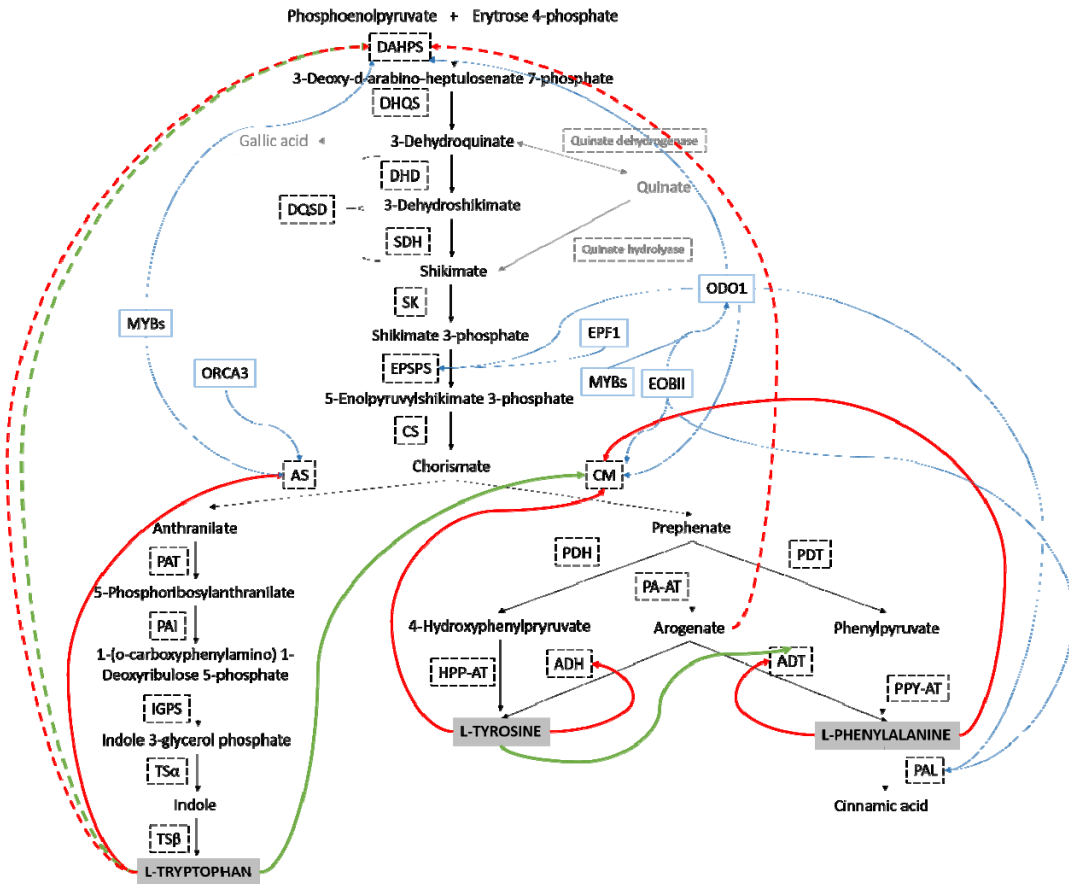 Phosphoenolpyruvate + Erytrose 4-phosphate
DAHPS
3-Deoxy-d-arabino-heptulosenate 7-phosphate
DHQS
Gallic acid
3-Dehydroquinate
Quinate dehydrogenase
DHD
Quinate
DQSD
3-Dehydroshikimate
SDH
Quinate hydrolyase
Shikimate
ODO1
SK
MYBs
Shikimate 3-phosphate
EPF1
EPSPS
ORCA3
MYBs
EOBII
5-Enolpyruvylshikimate 3-phosphate
CS
Chorismate
AS
CM
Anthranilate
Prephenate
PAT
PDH
PDT
5-Phosphoribosylanthranilate
PA-AT
PAI
4-Hydroxyphenylpryruvate
Arogenate
Phenylpyruvate
1-(o-carboxyphenylamino) 1-
Deoxyribulose 5-phosphate
HPP-AT
ADH
ADT
PPY-AT
IGPS
L-TYROSINE
L-PHENYLALANINE
Indole 3-glycerol phosphate
TSα
PAL
Indole
Cinnamic acid
TSβ
L-TRYPTOPHAN